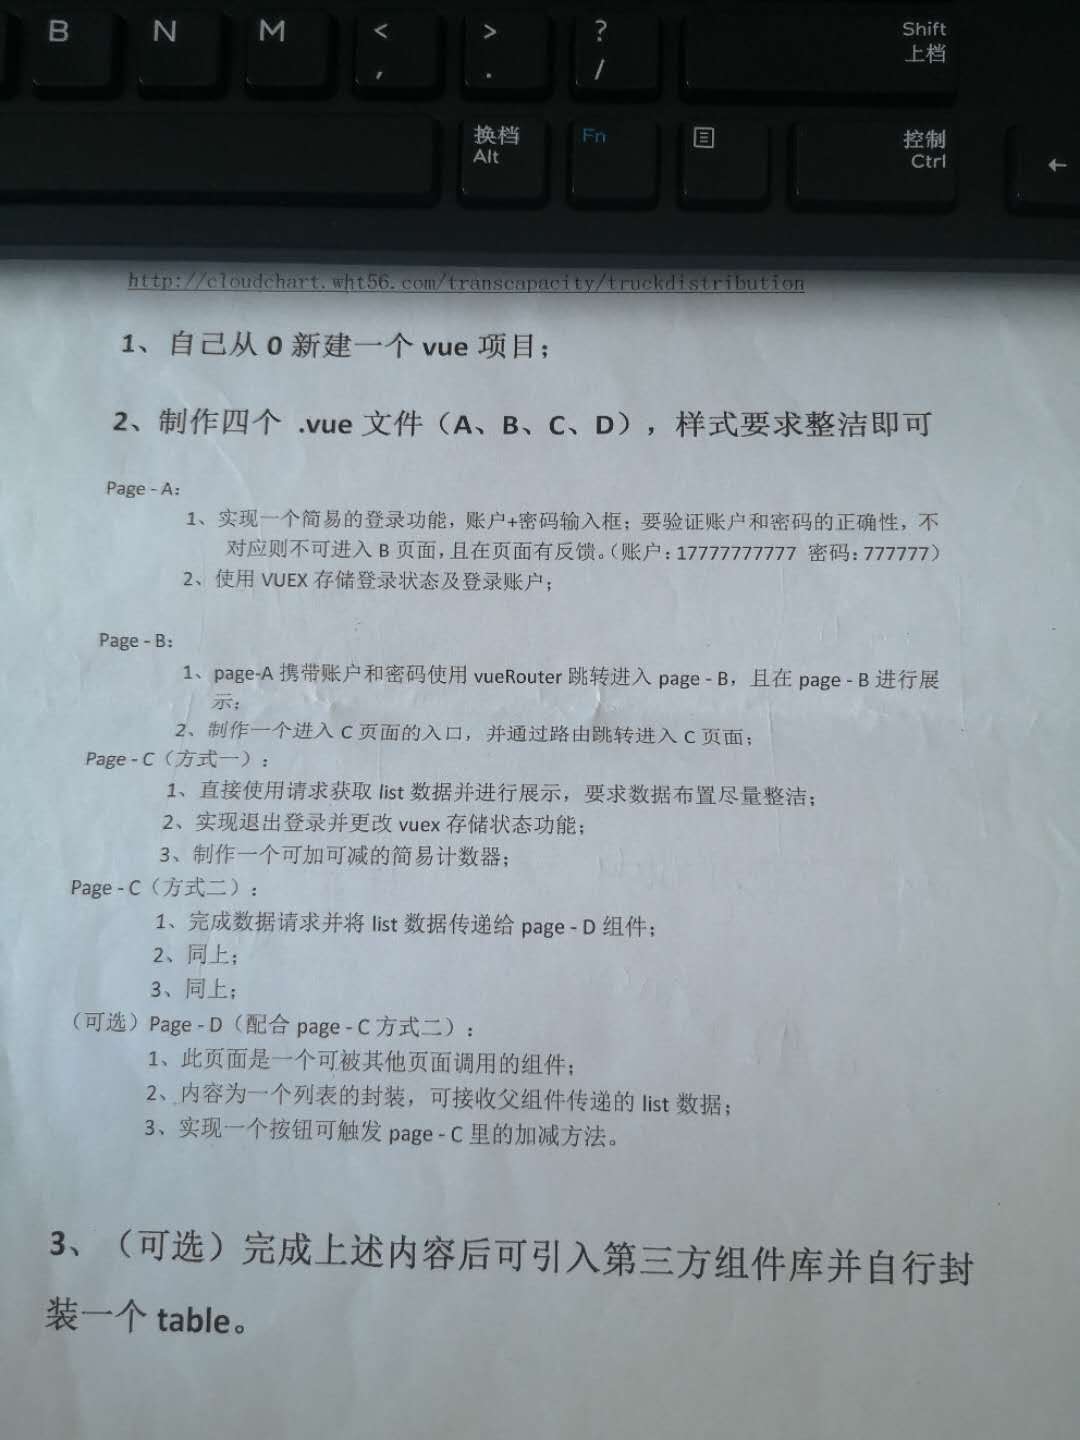 B N M < , > . ? / Shift 上档
换档 Alt Fn 控制 Ctrl ←
http://cloudchart.wht56.com/transcapacity/truckdistribution
1、自己从 0 新建一个 vue 项目；
2、制作四个 .vue 文件（A、B、C、D），样式要求整洁即可
Page - A：
1、实现一个简易的登录功能，账户+密码输入框；要验证账户和密码的正确性，不
对应则不可进入 B 页面，且在页面有反馈。（账户：17777777777 密码：777777）
2、使用 VUEX 存储登录状态及登录账户；
Page - B：
1、page-A 携带账户和密码使用 vueRouter 跳转进入 page - B，且在 page - B 进行展
示；
2、制作一个进入 C 页面的入口，并通过路由跳转进入 C 页面；
Page - C（方式一）：
1、直接使用请求获取 list 数据并进行展示，要求数据布置尽量整洁；
2、实现退出登录并更改 vuex 存储状态功能；
3、制作一个可加可减的简易计数器；
Page - C（方式二）：
1、完成数据请求并将 list 数据传递给 page - D 组件；
2、同上；
3、同上；
（可选）Page - D（配合 page - C 方式二）：
1、此页面是一个可被其他页面调用的组件；
2、内容为一个列表的封装，可接收父组件传递的 list 数据；
3、实现一个按钮可触发 page - C 里的加减方法。
3、（可选）完成上述内容后可引入第三方组件库并自行封
装一个 table。